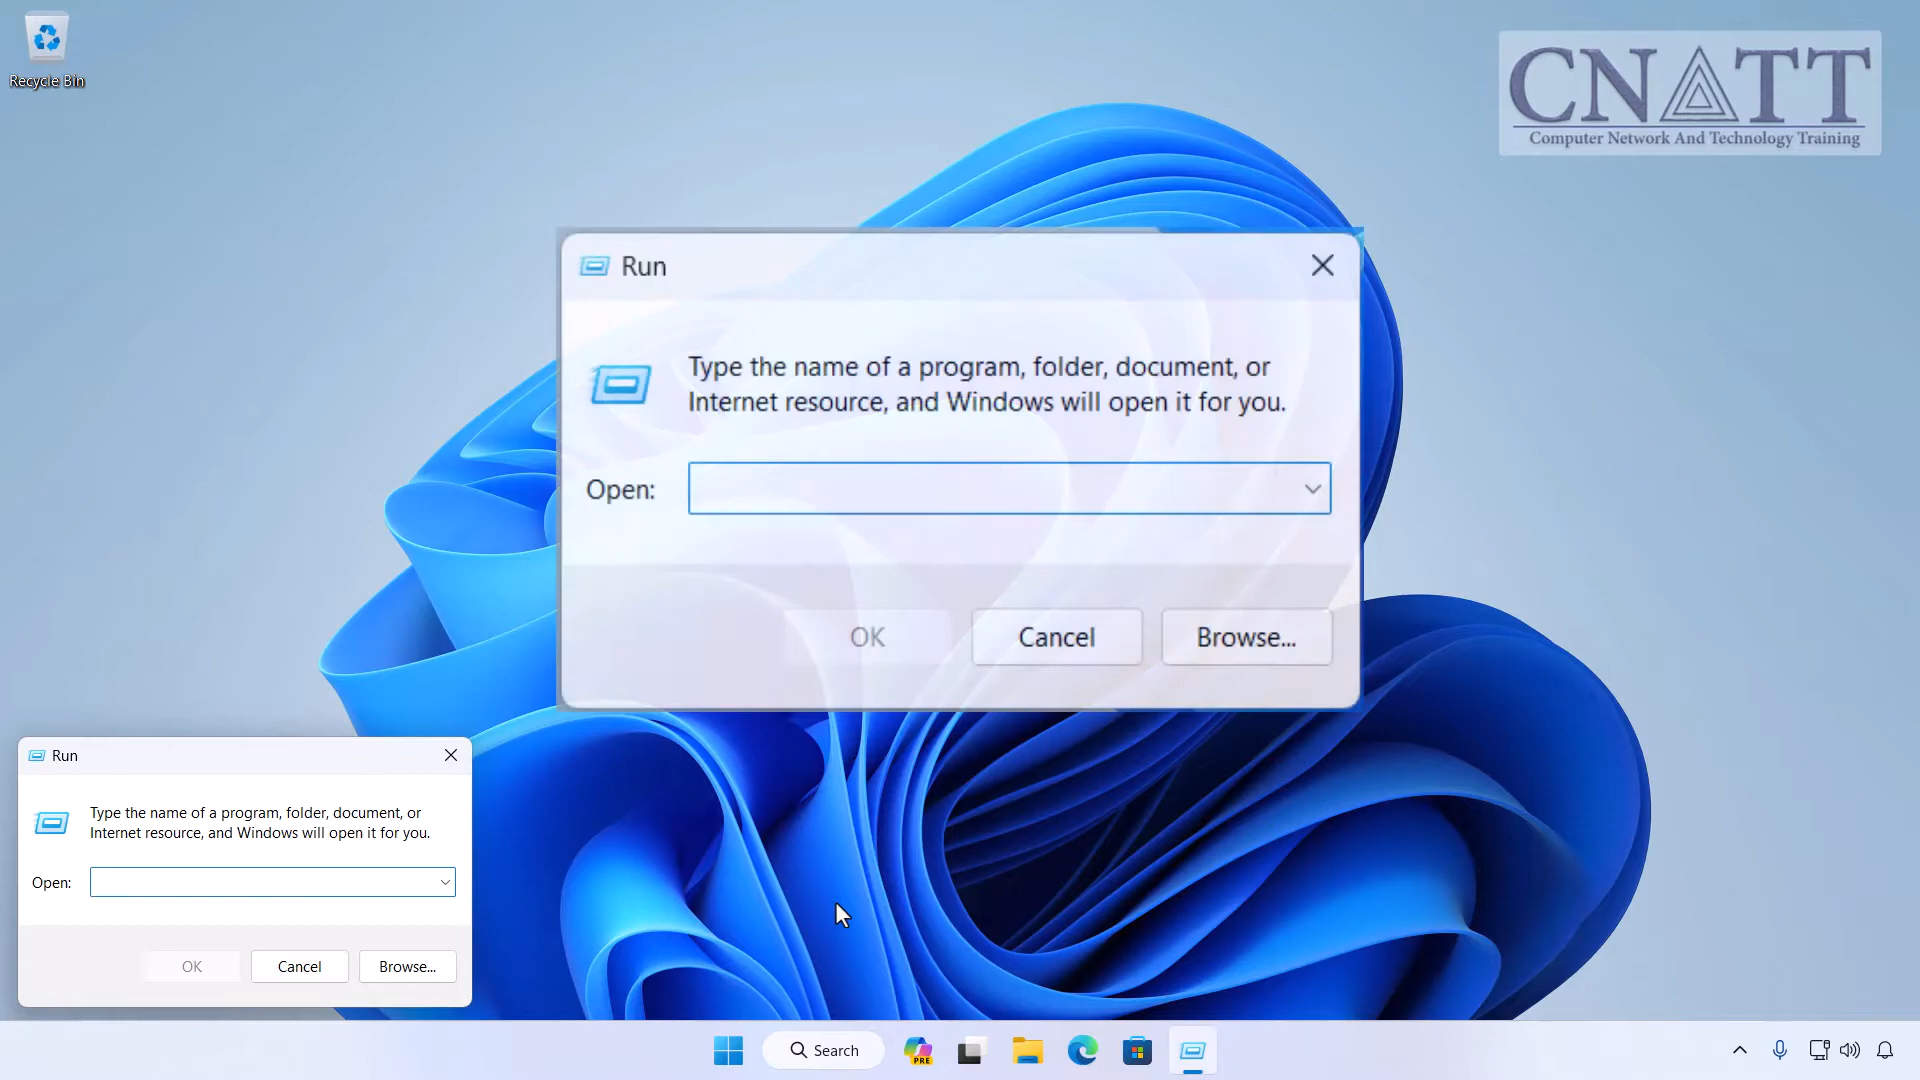 Recycle Bin
CNATT
Computer Network And Technology Training
Run
Type the name of a program, folder, document, or
Internet resource, and Windows will open it for you.
Open:
OK
Cancel
Browse...
Run
Type the name of a program, folder, document, or
Internet resource, and Windows will open it for you.
Open:
OK
Cancel
Browse...
Search
PRE